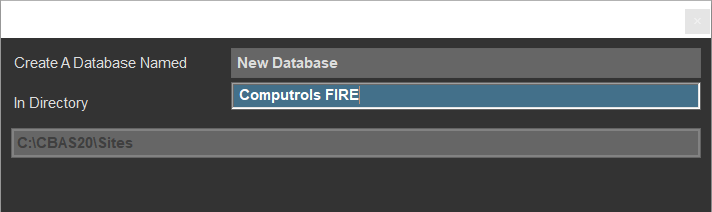 Create A Database Named New Database
In Directory Computrols FIRE
C:\CBAS20\Sites